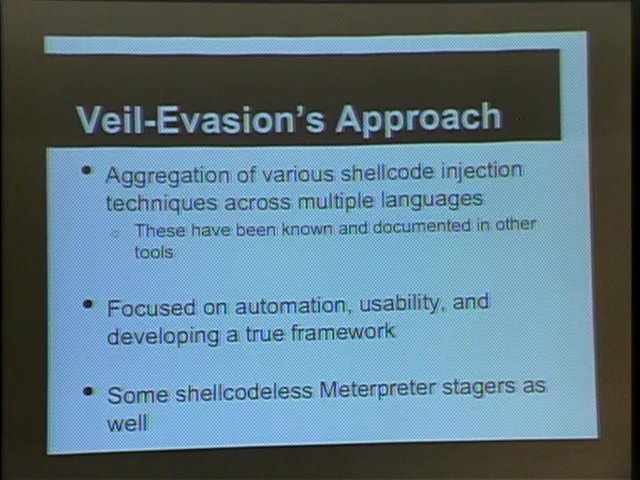 Veil-Evasion's Approach
• Aggregation of various shellcode injection
techniques across multiple languages
○ These have been known and documented in other
tools
• Focused on automation, usability, and
developing a true framework
• Some shellcodeless Meterpreter stagers as
well